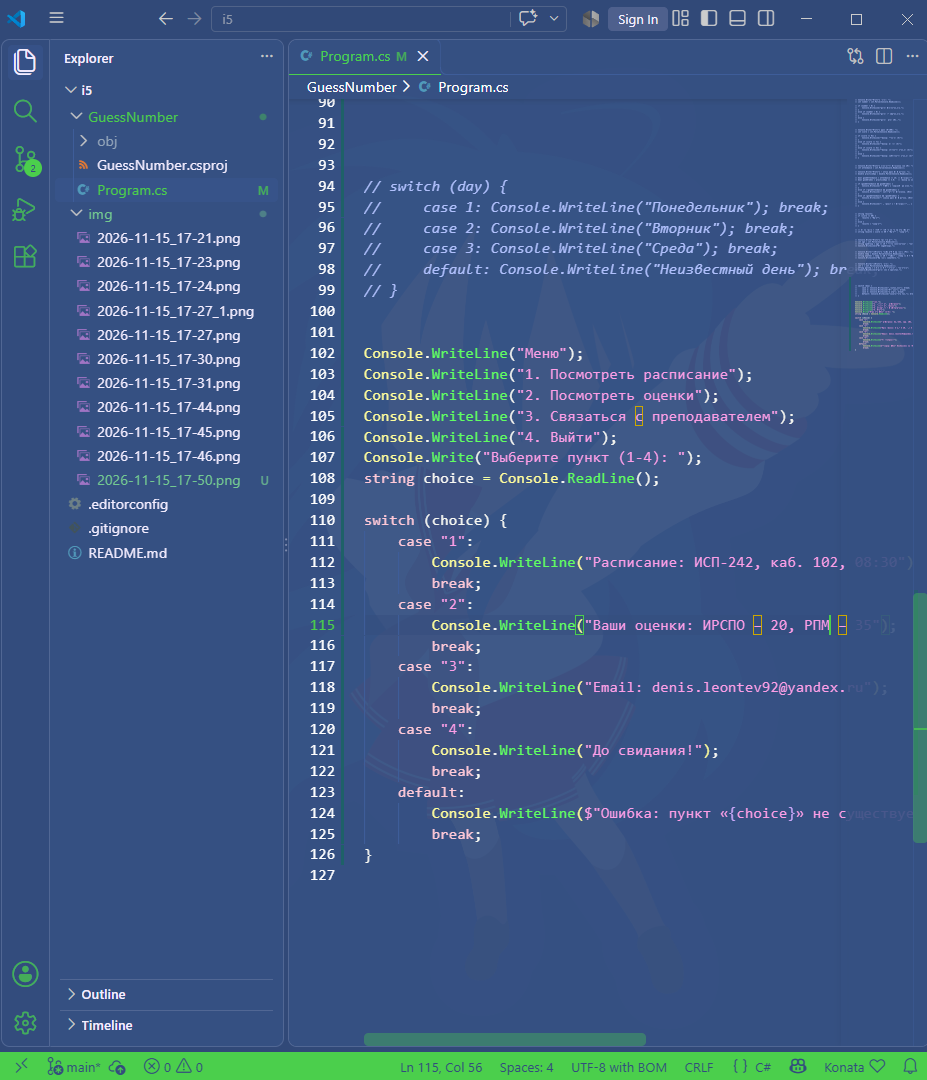 i5
Sign In
Explorer
i5
GuessNumber
obj
GuessNumber.csproj
Program.cs M
img
2026-11-15_17-21.png
2026-11-15_17-23.png
2026-11-15_17-24.png
2026-11-15_17-27_1.png
2026-11-15_17-27.png
2026-11-15_17-30.png
2026-11-15_17-31.png
2026-11-15_17-44.png
2026-11-15_17-45.png
2026-11-15_17-46.png
2026-11-15_17-50.png U
.editorconfig
.gitignore
README.md
Outline
Timeline
2
Program.cs M
GuessNumber > Program.cs
90
91
92
93
94 // switch (day) {
95 //     case 1: Console.WriteLine("Понедельник"); break;
96 //     case 2: Console.WriteLine("Вторник"); break;
97 //     case 3: Console.WriteLine("Среда"); break;
98 //     default: Console.WriteLine("Неизвестный день"); br
99 // }
100
101
102 Console.WriteLine("Меню");
103 Console.WriteLine("1. Посмотреть расписание");
104 Console.WriteLine("2. Посмотреть оценки");
105 Console.WriteLine("3. Связаться с преподавателем");
106 Console.WriteLine("4. Выйти");
107 Console.Write("Выберите пункт (1-4): ");
108 string choice = Console.ReadLine();
109
110 switch (choice) {
111     case "1":
112         Console.WriteLine("Расписание: ИСП-242, каб. 102, 08:30")
113         break;
114     case "2":
115         Console.WriteLine("Ваши оценки: ИРСПО – 20, РПМ – 35");
116         break;
117     case "3":
118         Console.WriteLine("Email: denis.leontev92@yandex.ru");
119         break;
120     case "4":
121         Console.WriteLine("До свидания!");
122         break;
123     default:
124         Console.WriteLine($"Ошибка: пункт «{choice}» не существуе
125         break;
126 }
127
main* 0 0 Ln 115, Col 56 Spaces: 4 UTF-8 with BOM CRLF { } C# Konata